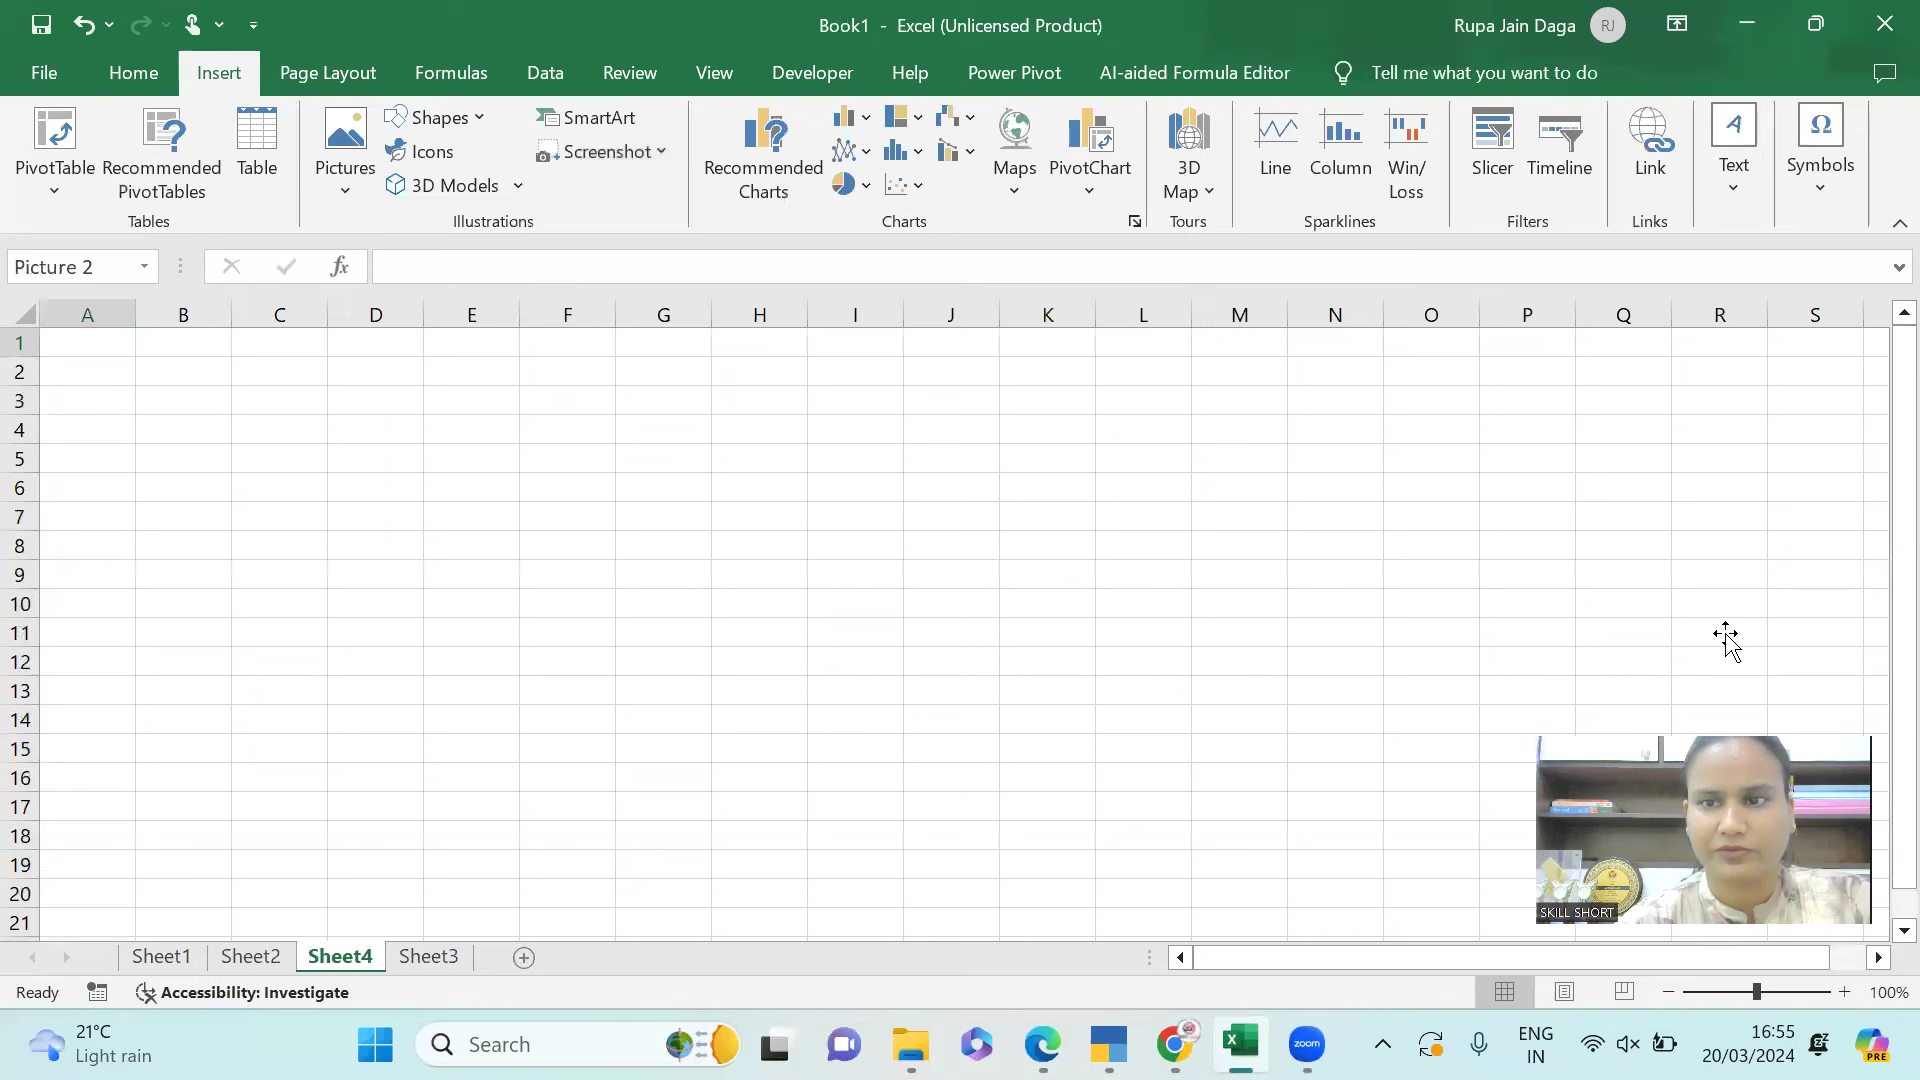 Book1 - Excel (Unlicensed Product)
Rupa Jain Daga
RJ
File
Home
Insert
Page Layout
Formulas
Data
Review
View
Developer
Help
Power Pivot
AI-aided Formula Editor
Tell me what you want to do
PivotTable
Recommended
PivotTables
Table
Tables
Pictures
Shapes
Icons
3D Models
SmartArt
Screenshot
Illustrations
Recommended
Charts
Maps
PivotChart
Charts
3D
Map
Tours
Line
Column
Win/
Loss
Sparklines
Slicer
Timeline
Filters
Link
Links
A
Text
Ω
Symbols
Picture 2
fx
A B C D E F G H I J K L M N O P Q R S
1
2
3
4
5
6
7
8
9
10
11
12
13
14
15
16
17
18
19
20
21
SKILL SHORT
Sheet1
Sheet2
Sheet4
Sheet3
Ready
Accessibility: Investigate
100%
21°C
Light rain
Search
zoom
ENG
IN
16:55
20/03/2024
PRE